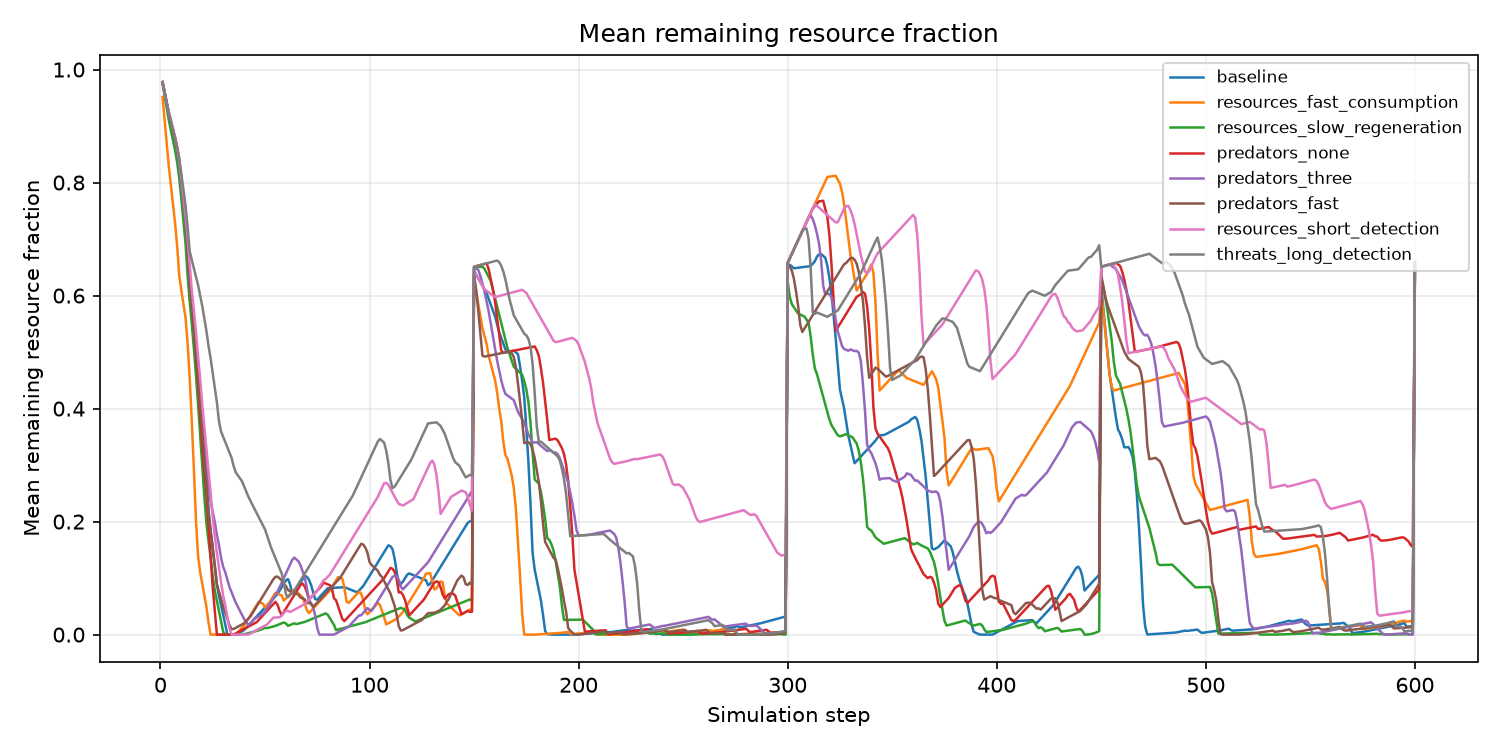 Mean remaining resource fraction
Mean remaining resource fraction
1.0
0.8
0.6
0.4
0.2
0.0
baseline
resources_fast_consumption
resources_slow_regeneration
predators_none
predators_three
predators_fast
resources_short_detection
threats_long_detection
0 100 200 300 400 500 600
Simulation step